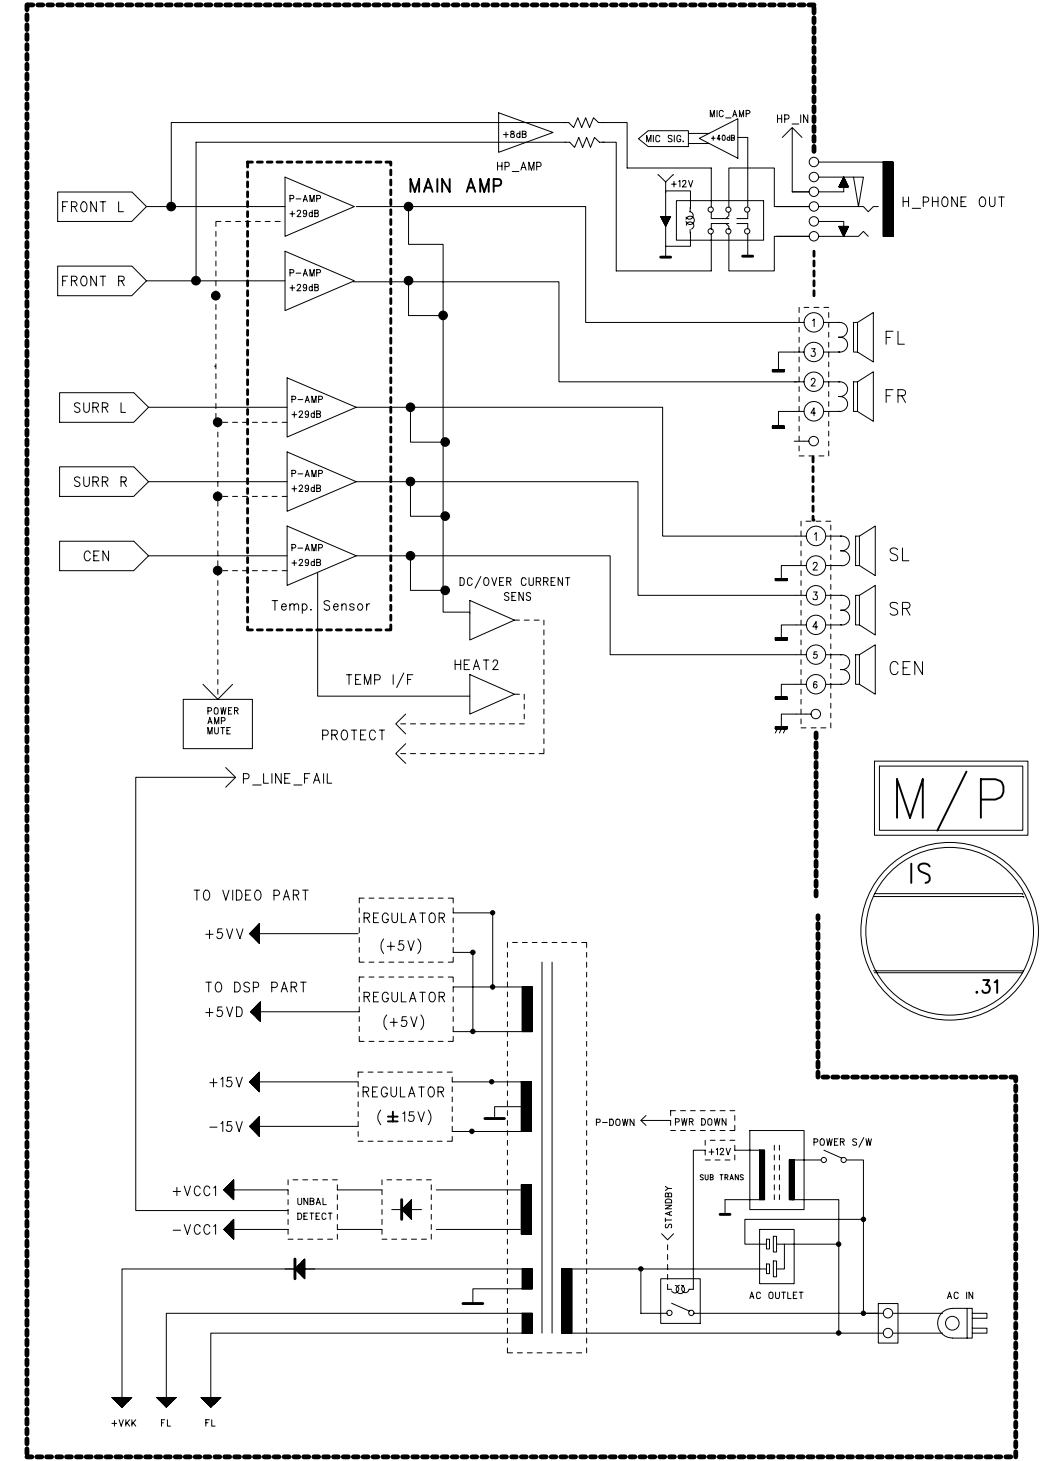 HP_IN
MIC_AMP
+8dB
MIC SIG.
+40dB
HP_AMP
MAIN AMP
+12V
FRONT L
P-AMP
+29dB
H_PHONE OUT
FRONT R
P-AMP
+29dB
1
FL
3
2
FR
4
SURR L
P-AMP
+29dB
SURR R
P-AMP
+29dB
1
SL
2
CEN
P-AMP
+29dB
DC/OVER CURRENT
SENS
3
SR
4
Temp. Sensor
5
CEN
6
HEAT2
TEMP I/F
POWER
AMP
MUTE
PROTECT
P_LINE_FAIL
M/P
IS
.31
TO VIDEO PART
+5VV
REGULATOR
(+5V)
TO DSP PART
+5VD
REGULATOR
(+5V)
+15V
-15V
REGULATOR
(±15V)
P-DOWN
PWR DOWN
+12V
POWER S/W
SUB TRANS
STANDBY
+VCC1
-VCC1
UNBAL
DETECT
AC OUTLET
AC IN
+VKK
FL
FL